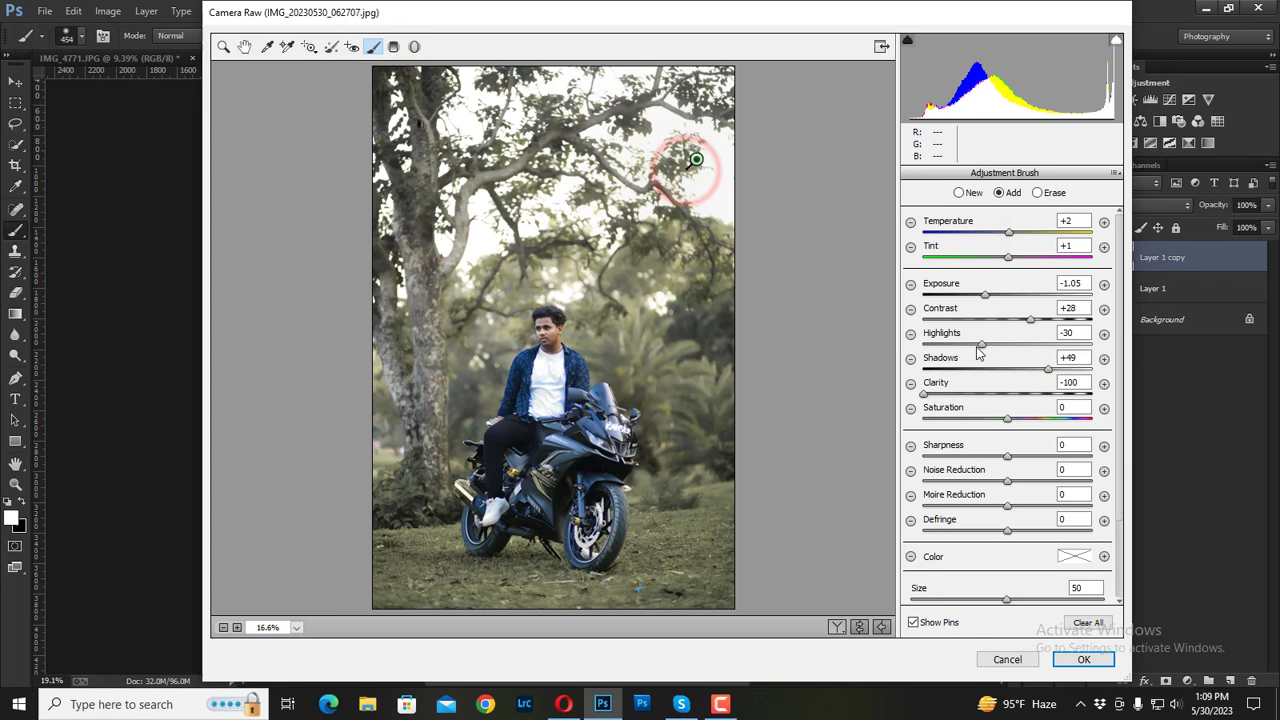 Camera Raw (IMG_20230530_062707.jpg)
File Edit Image Layer Type
454 Mode: Normal
Photography
IMG_4771.JPG @ 9.39% (RGB/8) * ×
2400 2200 2000 1800 1600
R: ---
G: ---
B: ---
Adjustment Brush
New Add Erase
Temperature +2
Tint +1
Exposure -1.05
Contrast +28
Highlights -30
Shadows +49
Clarity -100
Saturation 0
Sharpness 0
Noise Reduction 0
Moire Reduction 0
Defringe 0
Color
Size 50
Show Pins Clear All
Cancel OK
16.6%
Y
Adjustment
Opacity: 100%
Fill: 100%
Layer 1 copy
Layer 1
Background
Activate Windows
Go to Settings to activate Windows.
19.1% Doc: 32.0M/96.0M
Type here to search
Lrc Ps Ps
95°F Haze
1:09 PM
5/30/2023